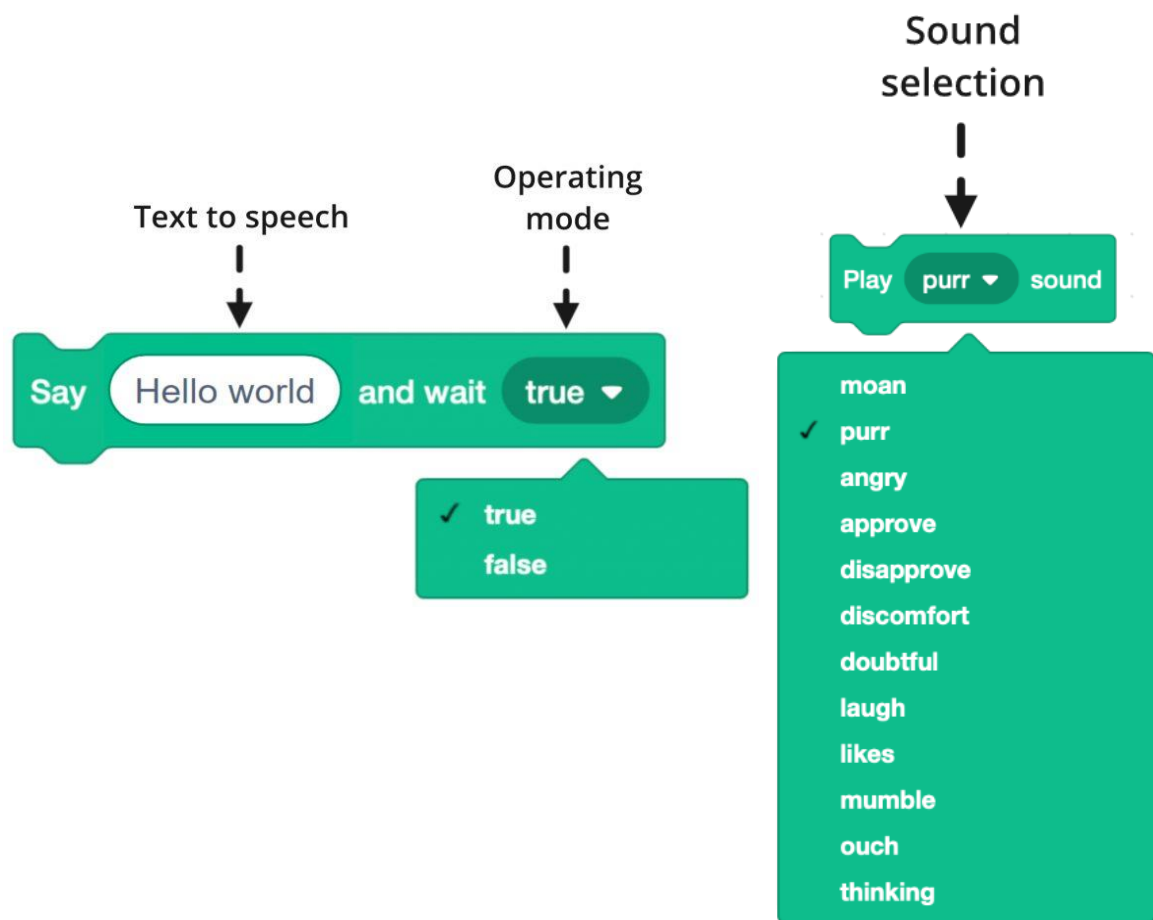 Sound
selection
Operating
mode
Text to speech
Play purr sound
Say Hello world and wait true
✓ true
false
moan
✓ purr
angry
approve
disapprove
discomfort
doubtful
laugh
likes
mumble
ouch
thinking